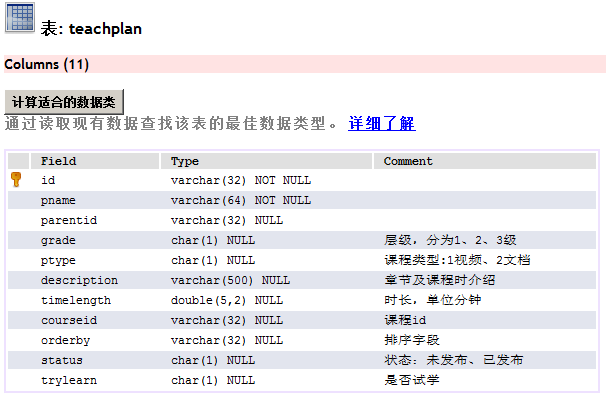 表: teachplan
Columns (11)
计算适合的数据类
通过读取现有数据查找该表的最佳数据类型。 详细了解
Field Type Comment
id varchar(32) NOT NULL
pname varchar(64) NOT NULL
parentid varchar(32) NULL
grade char(1) NULL 层级，分为1、2、3级
ptype char(1) NULL 课程类型:1视频、2文档
description varchar(500) NULL 章节及课程时介绍
timelength double(5,2) NULL 时长，单位分钟
courseid varchar(32) NULL 课程id
orderby varchar(32) NULL 排序字段
status char(1) NULL 状态：未发布、已发布
trylearn char(1) NULL 是否试学